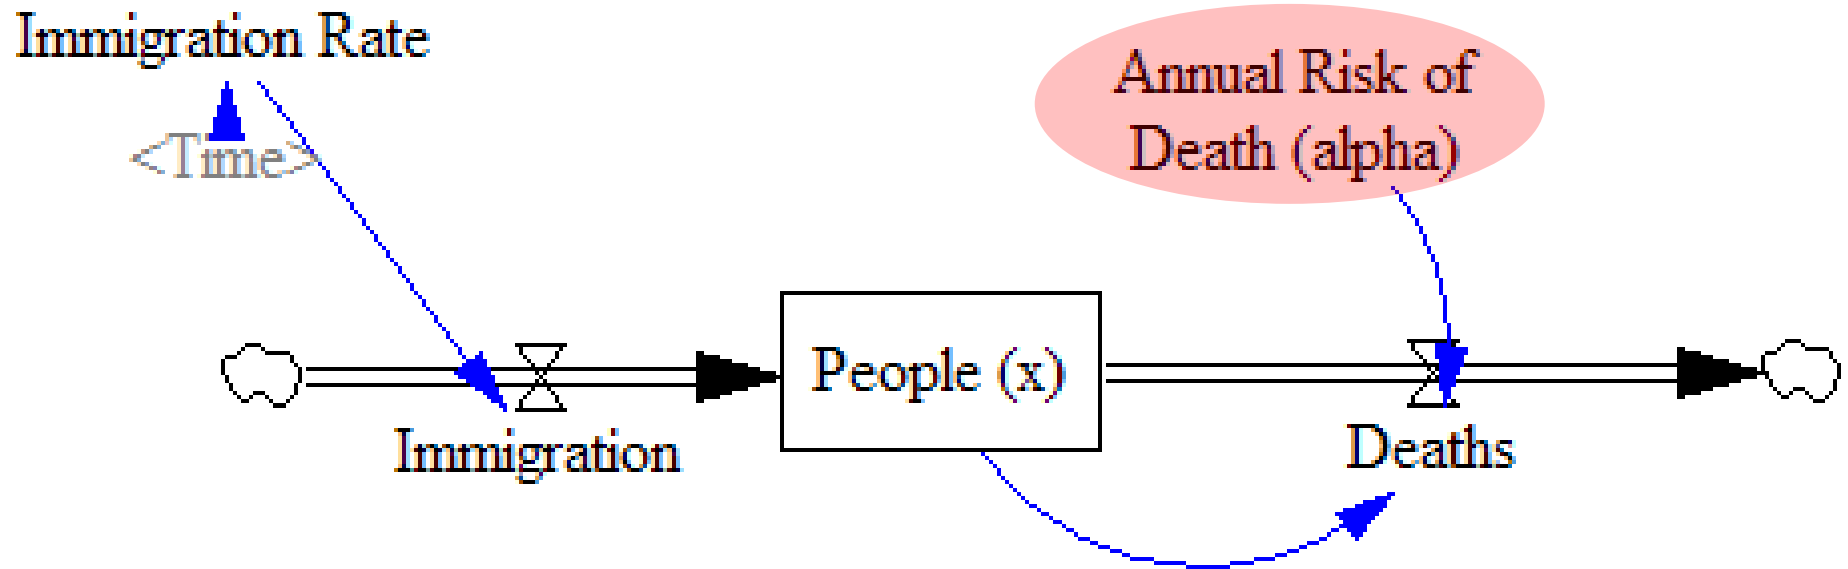 Immigration Rate
<Time>
Annual Risk of
Death (alpha)
People (x)
Immigration
Deaths